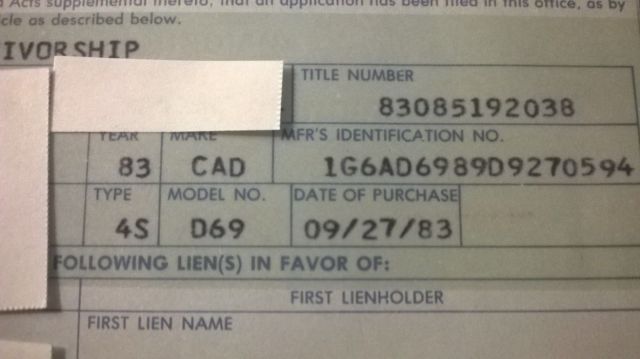 Acts supplemental thereto, that an application has been filed in this office, as by
cle as described below.
IVORSHIP
TITLE NUMBER
83085192038
YEAR MAKE MFR'S IDENTIFICATION NO.
83 CAD 1G6AD6989D9270594
TYPE MODEL NO. DATE OF PURCHASE
4S D69 09/27/83
FOLLOWING LIEN(S) IN FAVOR OF:
FIRST LIENHOLDER
FIRST LIEN NAME